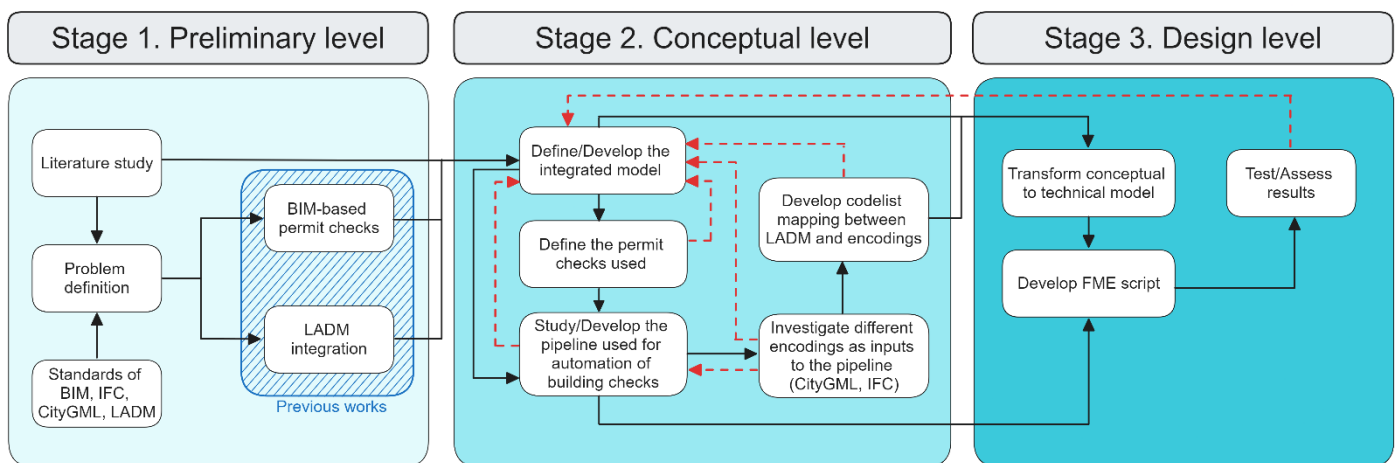 Stage 1. Preliminary level
Stage 2. Conceptual level
Stage 3. Design level
Literature study
Problem
definition
Standards of
BIM, IFC,
CityGML, LADM
BIM-based
permit checks
LADM
integration
Previous works
Define/Develop the
integrated model
Define the permit
checks used
Study/Develop the
pipeline used for
automation of
building checks
Develop codelist
mapping between
LADM and encodings
Investigate different
encodings as inputs
to the pipeline
(CityGML, IFC)
Transform conceptual
to technical model
Develop FME script
Test/Assess
results